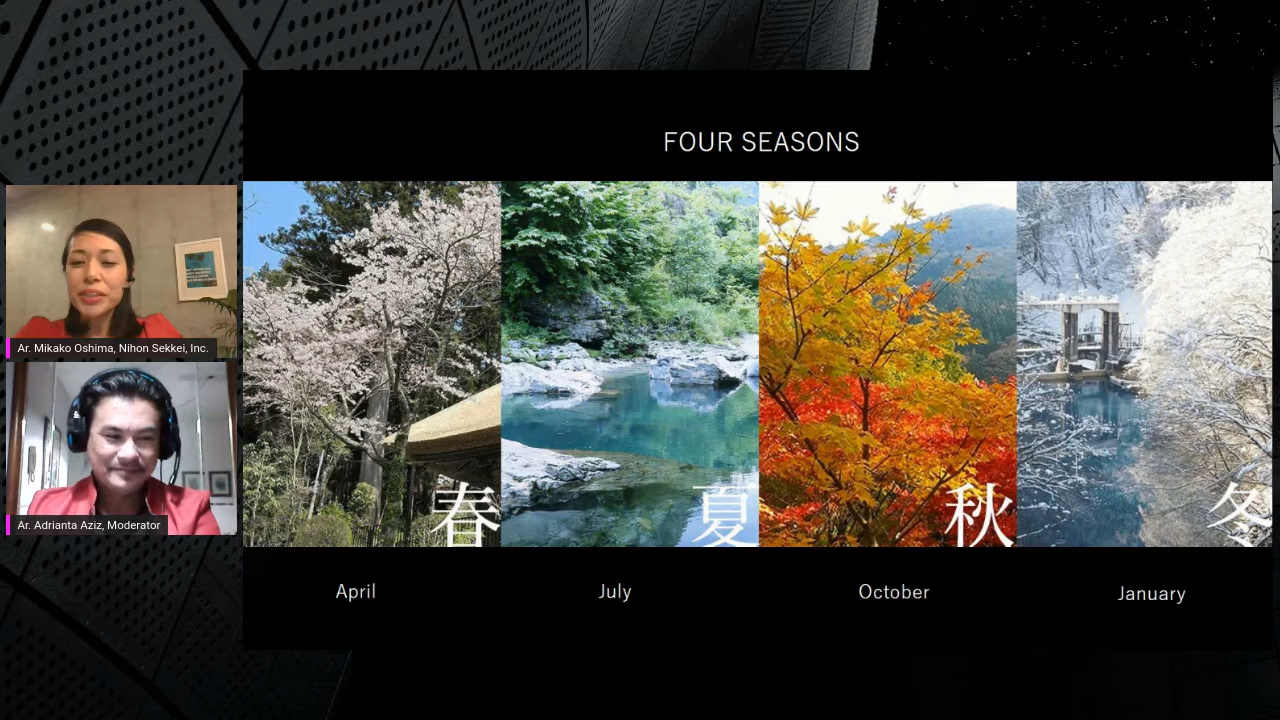 FOUR SEASONS
春
夏
秋
冬
April
July
October
January
Ar. Mikako Oshima, Nihon Sekkei, Inc.
Ar. Adrianta Aziz, Moderator